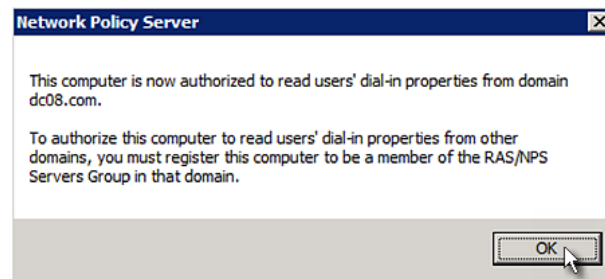 Network Policy Server
This computer is now authorized to read users' dial-in properties from domain
dc08.com.
To authorize this computer to read users' dial-in properties from other
domains, you must register this computer to be a member of the RAS/NPS
Servers Group in that domain.
OK